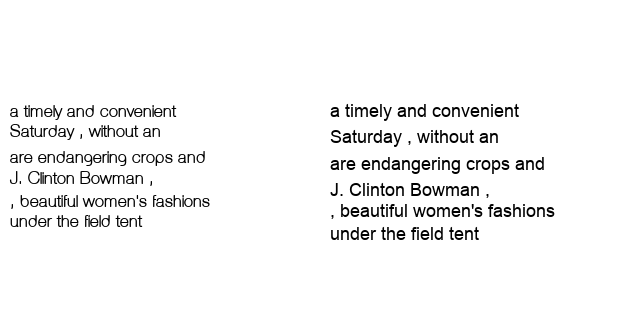 a timely and convenient
Saturday , without an
are endangering crops and
J. Clinton Bowman ,
, beautiful women's fashions
under the field tent
a timely and convenient
Saturday , without an
are endangering crops and
J. Clinton Bowman ,
, beautiful women's fashions
under the field tent